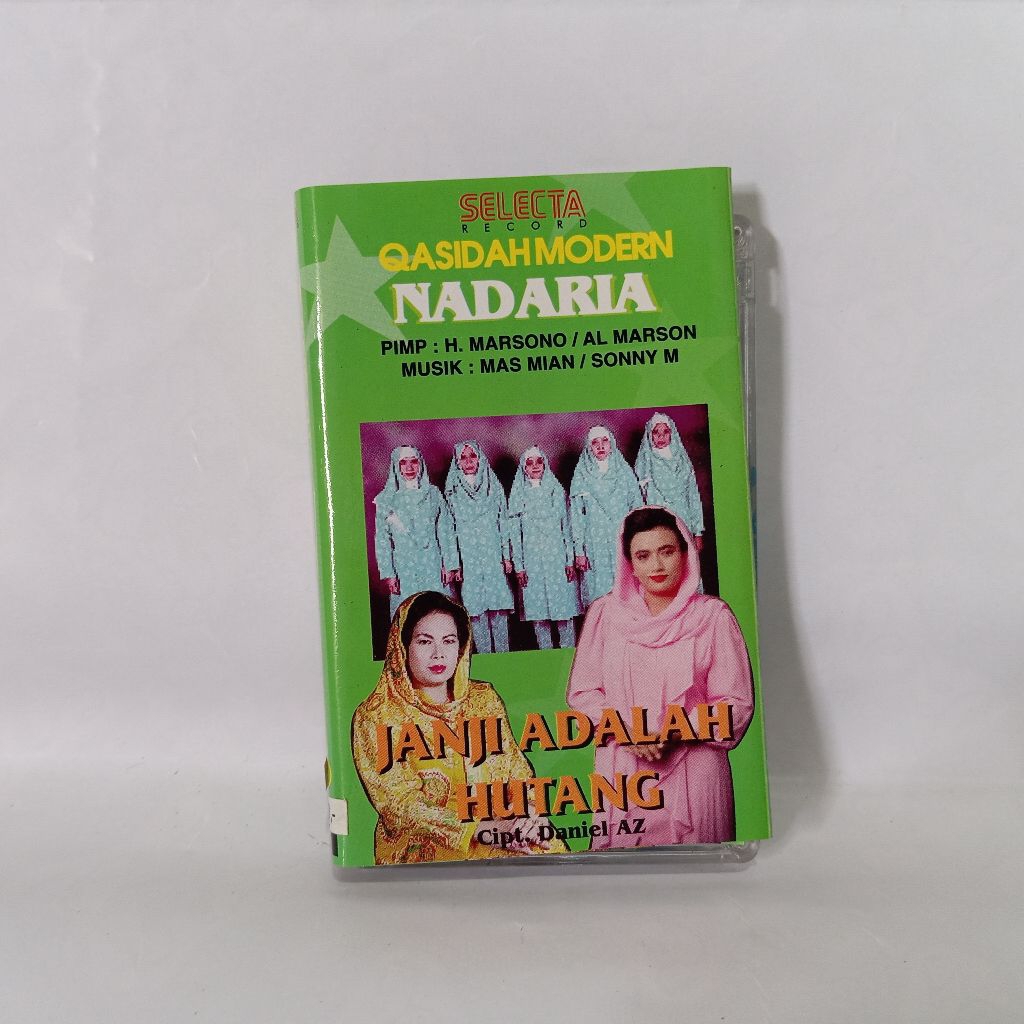 SELECTA
RECORD
QASIDAH MODERN
NADARIA
PIMP : H. MARSONO / AL MARSON
MUSIK : MAS MIAN / SONNY M
JANJI ADALAH
HUTANG
Cipt. Daniel AZ